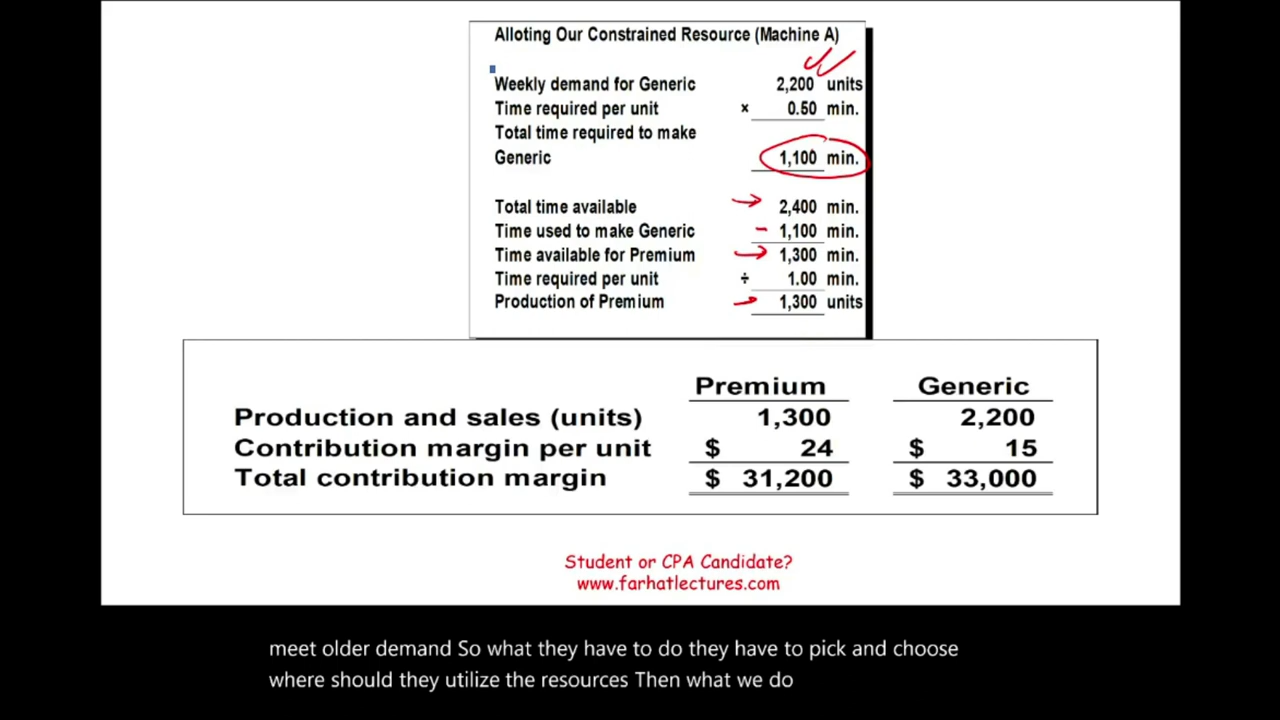 Alloting Our Constrained Resource (Machine A)
Weekly demand for Generic 2,200 units
Time required per unit × 0.50 min.
Total time required to make
Generic 1,100 min.
Total time available 2,400 min.
Time used to make Generic - 1,100 min.
Time available for Premium 1,300 min.
Time required per unit ÷ 1.00 min.
Production of Premium 1,300 units
Premium Generic
Production and sales (units) 1,300 2,200
Contribution margin per unit $ 24 $ 15
Total contribution margin $ 31,200 $ 33,000
Student or CPA Candidate?
www.farhatlectures.com
meet older demand So what they have to do they have to pick and choose
where should they utilize the resources Then what we do